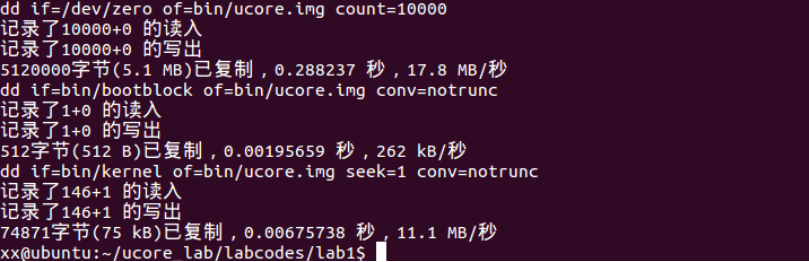 dd if=/dev/zero of=bin/ucore.img count=10000
记录了10000+0 的读入
记录了10000+0 的写出
5120000字节(5.1 MB)已复制，0.288237 秒，17.8 MB/秒
dd if=bin/bootblock of=bin/ucore.img conv=notrunc
记录了1+0 的读入
记录了1+0 的写出
512字节(512 B)已复制，0.00195659 秒，262 kB/秒
dd if=bin/kernel of=bin/ucore.img seek=1 conv=notrunc
记录了146+1 的读入
记录了146+1 的写出
74871字节(75 kB)已复制，0.00675738 秒，11.1 MB/秒
xx@ubuntu:~/ucore_lab/labcodes/lab1$